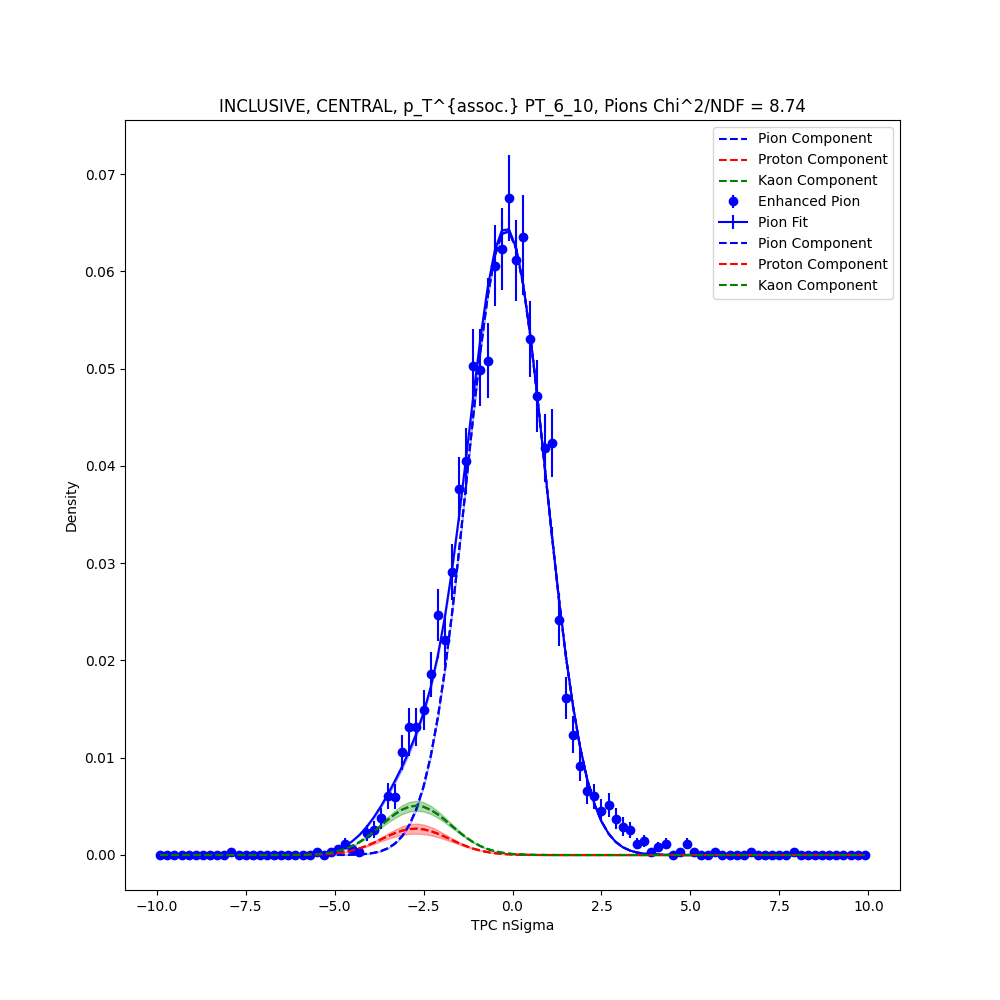 INCLUSIVE, CENTRAL, p_T^{assoc.} PT_6_10, Pions Chi^2/NDF = 8.74
Pion Component
Proton Component
Kaon Component
Enhanced Pion
Pion Fit
Pion Component
Proton Component
Kaon Component
0.07
0.06
0.05
0.04
0.03
0.02
0.01
0.00
Density
−10.0 −7.5 −5.0 −2.5 0.0 2.5 5.0 7.5 10.0
TPC nSigma